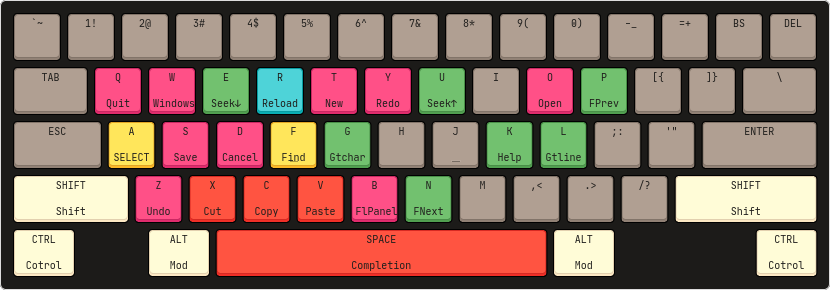 `~ 1! 2@ 3# 4$ 5% 6^ 7& 8* 9( 0) -_ =+ BS DEL
TAB Q W E R T Y U I O P [{ ]} \
Quit Windows Seek↓ Reload New Redo Seek↑ Open FPrev
ESC A S D F G H J K L ;: '" ENTER
SELECT Save Cancel Find Gtchar _ Help Gtline
SHIFT Z X C V B N M ,< .> /? SHIFT
Shift Undo Cut Copy Paste FlPanel FNext Shift
CTRL ALT SPACE ALT CTRL
Cotrol Mod Completion Mod Cotrol